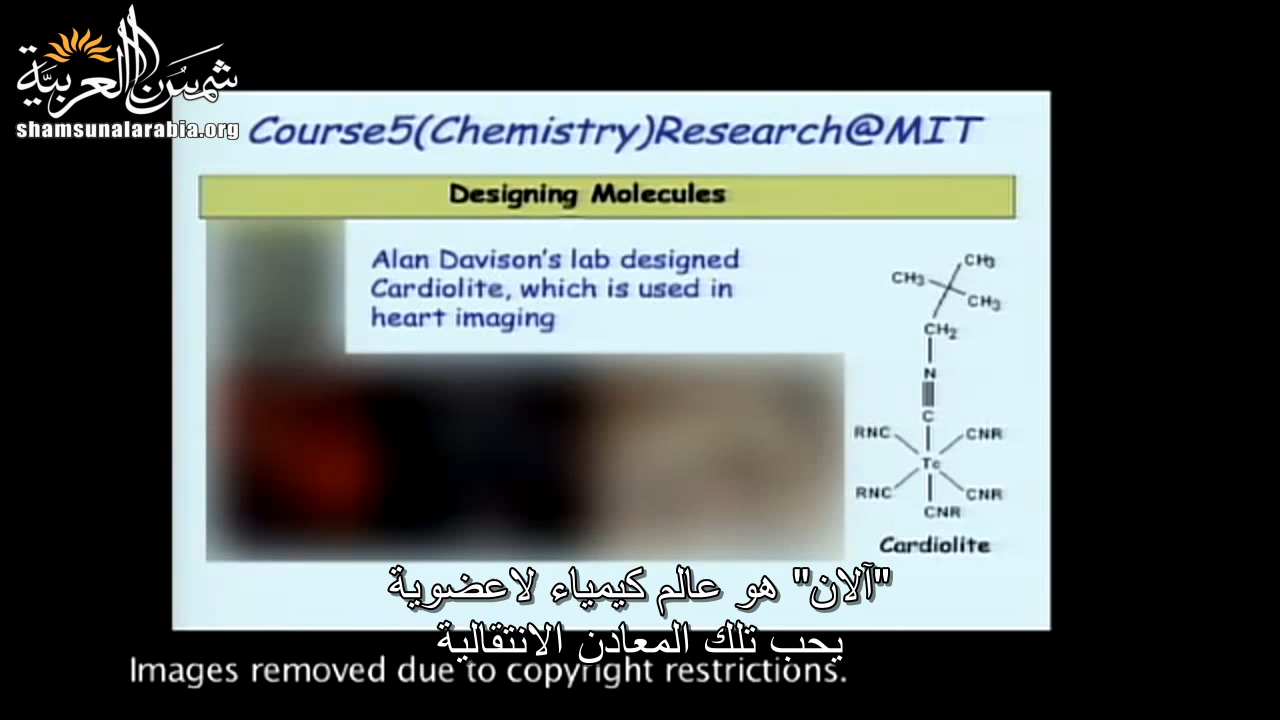 شمس العربية
shamsunalarabia.org
Course5(Chemistry)Research@MIT
Designing Molecules
Alan Davison's lab designed
Cardiolite, which is used in
heart imaging
CH3
CH3
CH3
CH2
N
C
RNC CNR
Tc
RNC CNR
CNR
Cardiolite
"آلان" هو عالم كيمياء لاعضوية
يحب تلك المعادن الانتقالية
Images removed due to copyright restrictions.